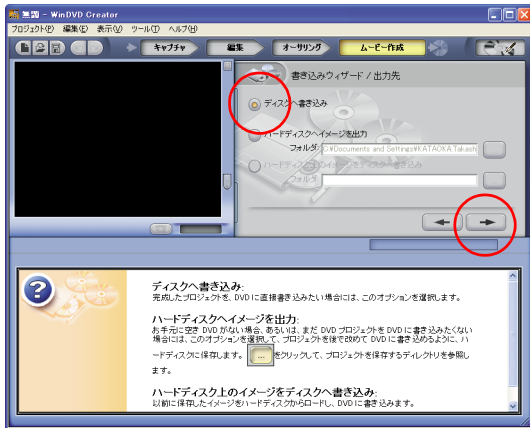 無題 - WinDVD Creator
プロジェクト(P) 編集(E) 表示(V) ツール(T) ヘルプ(H)
キャプチャ 編集 オーサリング ムービー作成
書き込みウィザード / 出力先
ディスクへ書き込み
ハードディスクへイメージを出力
フォルダ: C:¥Documents and Settings¥KATAOKA Takash
ハードディスク上のイメージをディスクへ書き込み
フォルダ:
ディスクへ書き込み:
完成したプロジェクトを、DVD に直接書き込みたい場合には、このオプションを選択します。
ハードディスクへイメージを出力:
お手元に空き DVD がない場合、あるいは、まだ DVD プロジェクトを DVD に書き込みたくない
場合には、このオプションを選択して、プロジェクトを後で改めて DVD に書き込めるように、ハ
ードディスクに保存します。 ... をクリックして、プロジェクトを保存するディレクトリを参照し
ます。
ハードディスク上のイメージをディスクへ書き込み:
以前に保存したイメージをハードディスクからロードし、DVD に書き込みます。